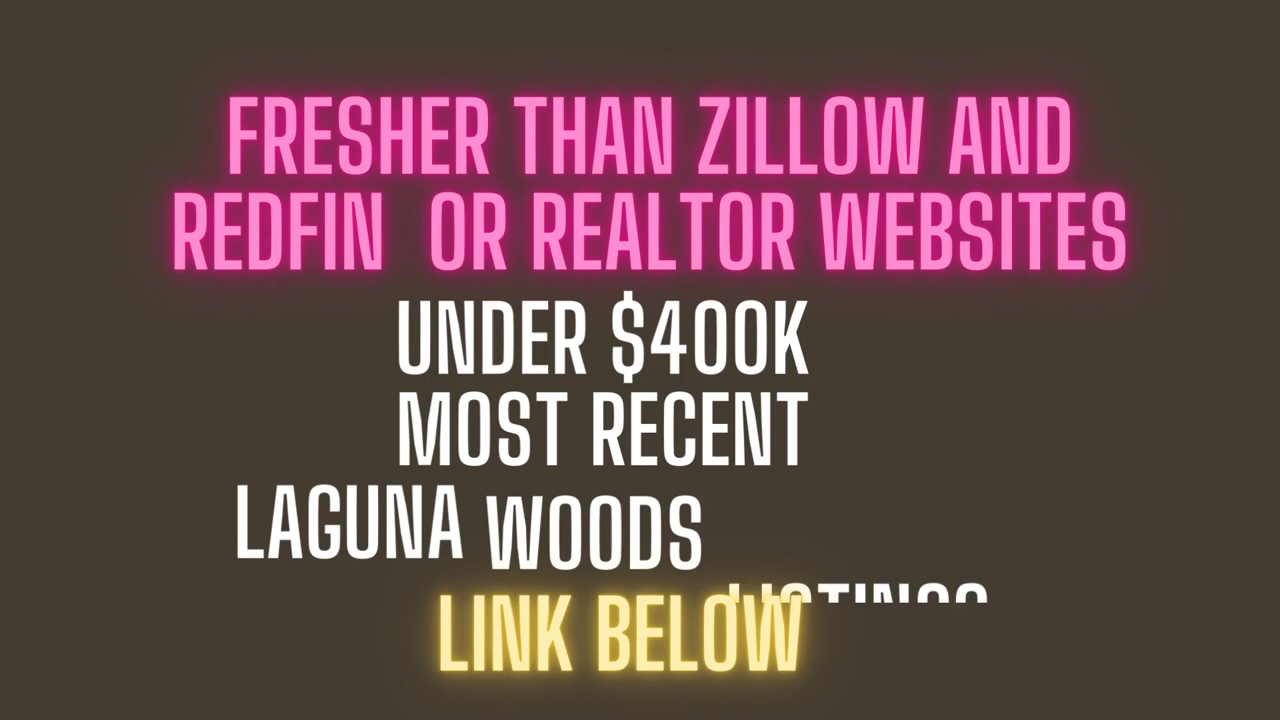 FRESHER THAN ZILLOW AND
REDFIN OR REALTOR WEBSITES
UNDER $400K
MOST RECENT
LAGUNA WOODS
LINK BELOW